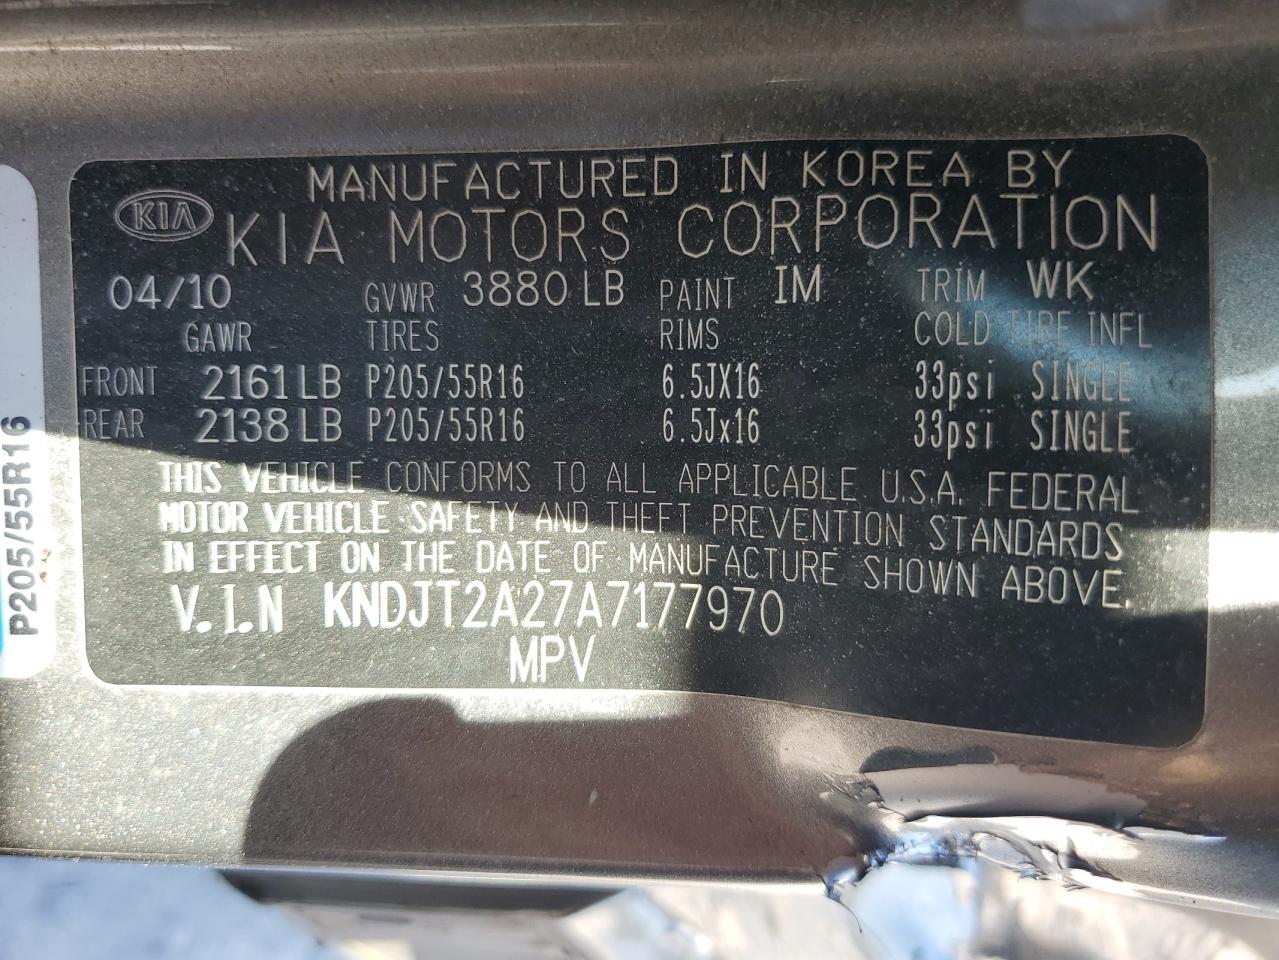 MANUFACTURED IN KOREA BY
KIA KIA MOTORS CORPORATION
04/10 GVWR 3880 LB PAINT IM TRIM WK
GAWR TIRES RIMS COLD TIRE INFL
FRONT 2161 LB P205/55R16 6.5JX16 33psi SINGLE
REAR 2138 LB P205/55R16 6.5Jx16 33psi SINGLE
THIS VEHICLE CONFORMS TO ALL APPLICABLE U.S.A. FEDERAL
MOTOR VEHICLE SAFETY AND THEFT PREVENTION STANDARDS
IN EFFECT ON THE DATE OF MANUFACTURE SHOWN ABOVE.
V.I.N KNDJT2A27A7177970
MPV
P205/55R16